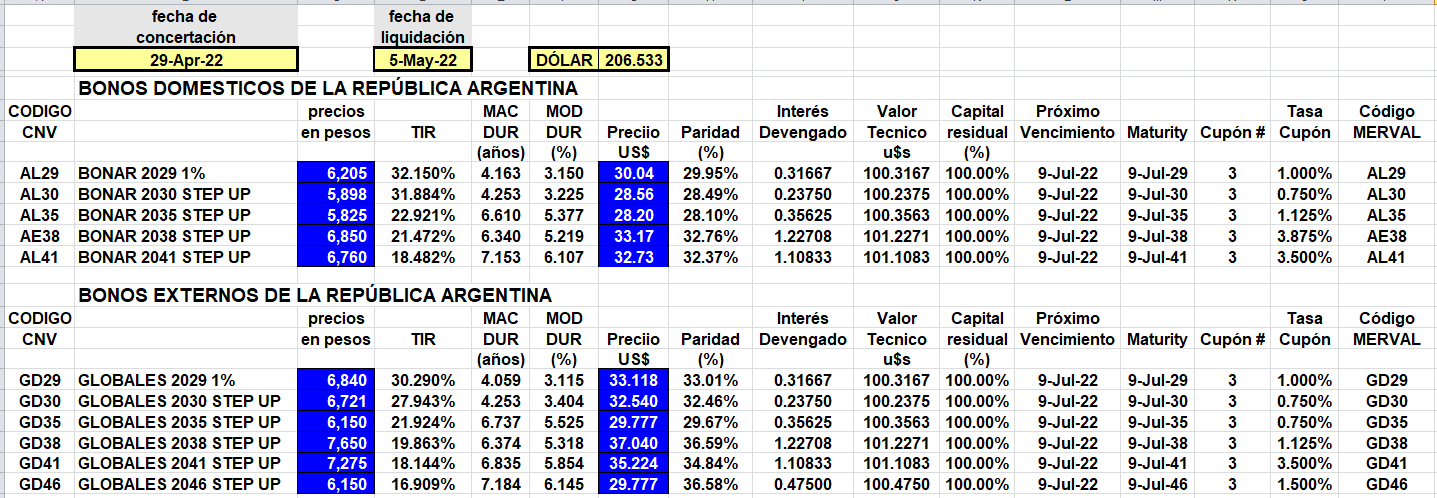 fecha de fecha de
concertación liquidación
29-Apr-22 5-May-22 DÓLAR 206.533
BONOS DOMESTICOS DE LA REPÚBLICA ARGENTINA
CODIGO precios MAC MOD Interés Valor Capital Próximo Tasa Código
CNV en pesos TIR DUR DUR Preciio Paridad Devengado Tecnico residual Vencimiento Maturity Cupón # Cupón MERVAL
(años) (%) US$ (%) u$s (%)
AL29 BONAR 2029 1% 6,205 32.150% 4.163 3.150 30.04 29.95% 0.31667 100.3167 100.00% 9-Jul-22 9-Jul-29 3 1.000% AL29
AL30 BONAR 2030 STEP UP 5,898 31.884% 4.253 3.225 28.56 28.49% 0.23750 100.2375 100.00% 9-Jul-22 9-Jul-30 3 0.750% AL30
AL35 BONAR 2035 STEP UP 5,825 22.921% 6.610 5.377 28.20 28.10% 0.35625 100.3563 100.00% 9-Jul-22 9-Jul-35 3 1.125% AL35
AE38 BONAR 2038 STEP UP 6,850 21.472% 6.340 5.219 33.17 32.76% 1.22708 101.2271 100.00% 9-Jul-22 9-Jul-38 3 3.875% AE38
AL41 BONAR 2041 STEP UP 6,760 18.482% 7.153 6.107 32.73 32.37% 1.10833 101.1083 100.00% 9-Jul-22 9-Jul-41 3 3.500% AL41
BONOS EXTERNOS DE LA REPÚBLICA ARGENTINA
CODIGO precios MAC MOD Interés Valor Capital Próximo Tasa Código
CNV en pesos TIR DUR DUR Preciio Paridad Devengado Tecnico residual Vencimiento Maturity Cupón # Cupón MERVAL
(años) (%) US$ (%) u$s (%)
GD29 GLOBALES 2029 1% 6,840 30.290% 4.059 3.115 33.118 33.01% 0.31667 100.3167 100.00% 9-Jul-22 9-Jul-29 3 1.000% GD29
GD30 GLOBALES 2030 STEP UP 6,721 27.943% 4.253 3.404 32.540 32.46% 0.23750 100.2375 100.00% 9-Jul-22 9-Jul-30 3 0.750% GD30
GD35 GLOBALES 2035 STEP UP 6,150 21.924% 6.737 5.525 29.777 29.67% 0.35625 100.3563 100.00% 9-Jul-22 9-Jul-35 3 0.750% GD35
GD38 GLOBALES 2038 STEP UP 7,650 19.863% 6.374 5.318 37.040 36.59% 1.22708 101.2271 100.00% 9-Jul-22 9-Jul-38 3 1.125% GD38
GD41 GLOBALES 2041 STEP UP 7,275 18.144% 6.835 5.854 35.224 34.84% 1.10833 101.1083 100.00% 9-Jul-22 9-Jul-41 3 3.500% GD41
GD46 GLOBALES 2046 STEP UP 6,150 16.909% 7.184 6.145 29.777 36.58% 0.47500 100.4750 100.00% 9-Jul-22 9-Jul-46 3 1.500% GD46